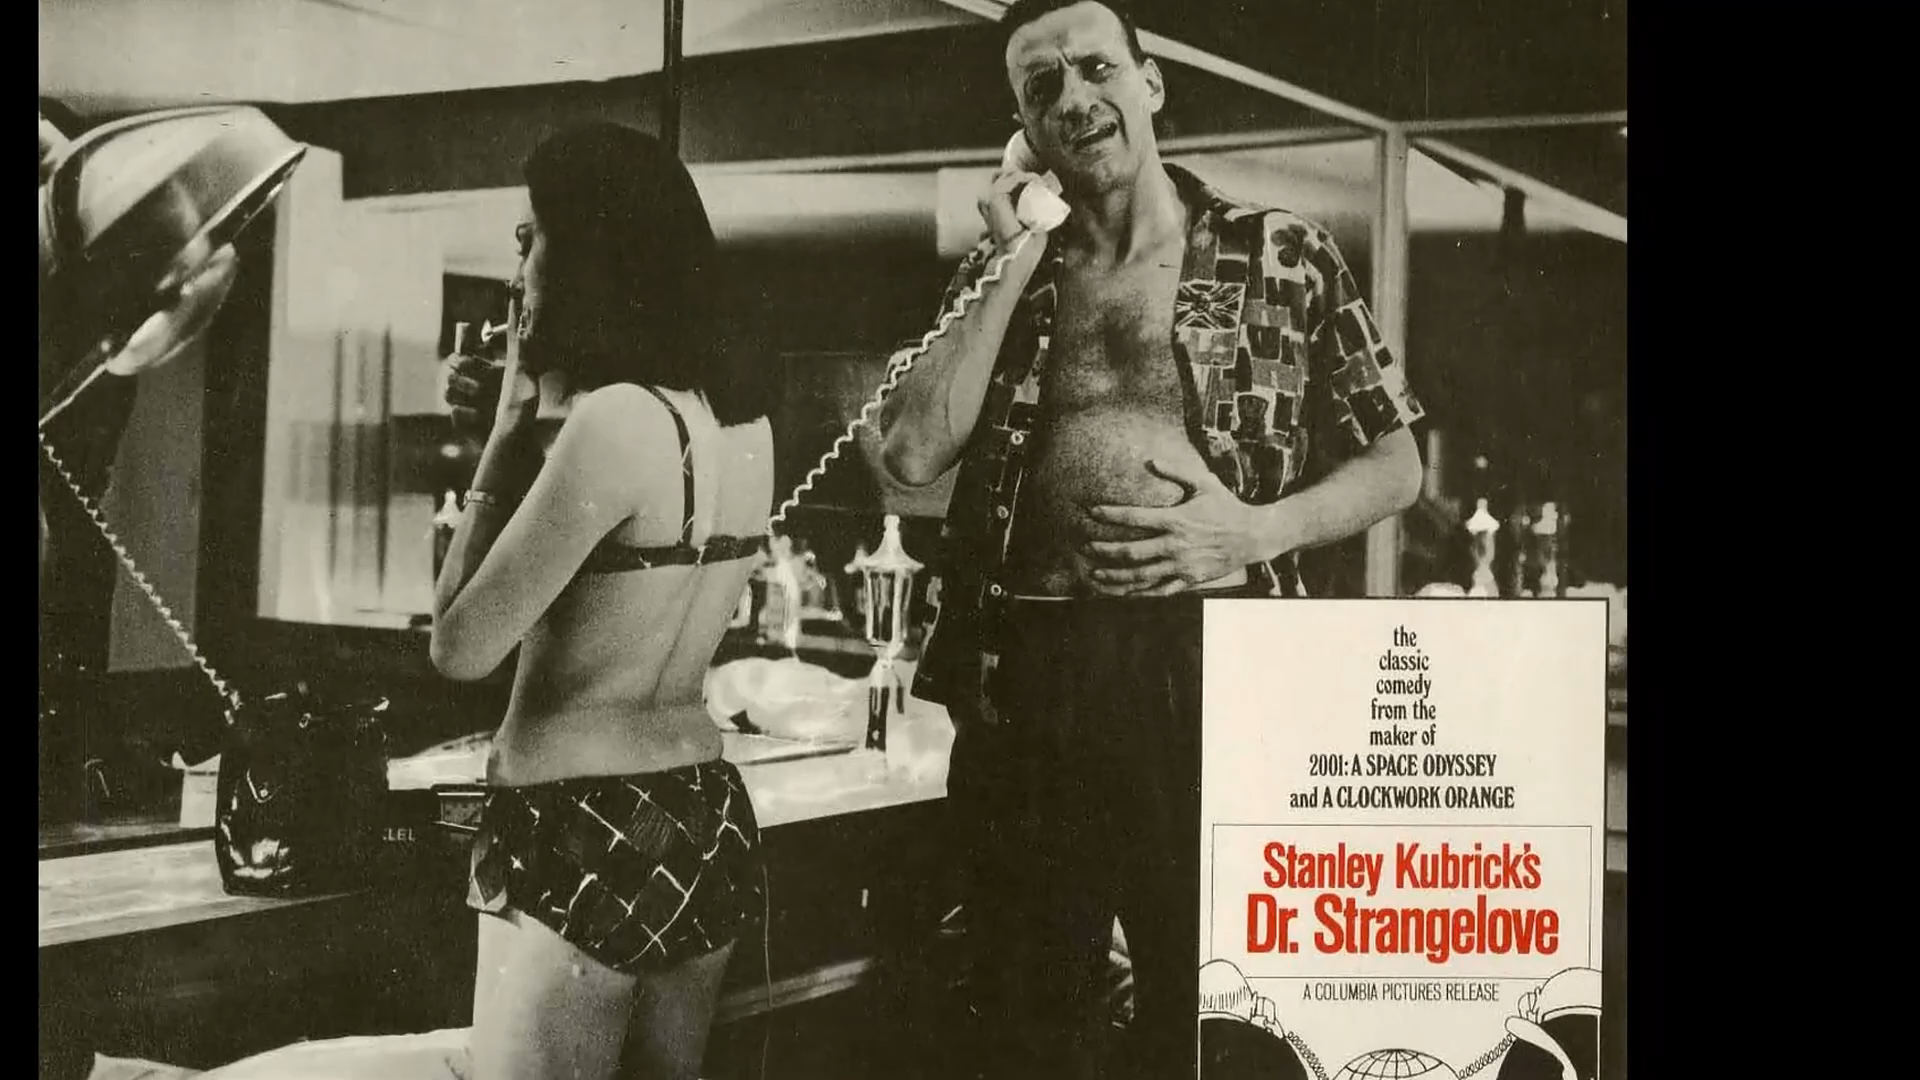 the
classic
comedy
from the
maker of
2001: A SPACE ODYSSEY
and A CLOCKWORK ORANGE
Stanley Kubrick's
Dr. Strangelove
A COLUMBIA PICTURES RELEASE